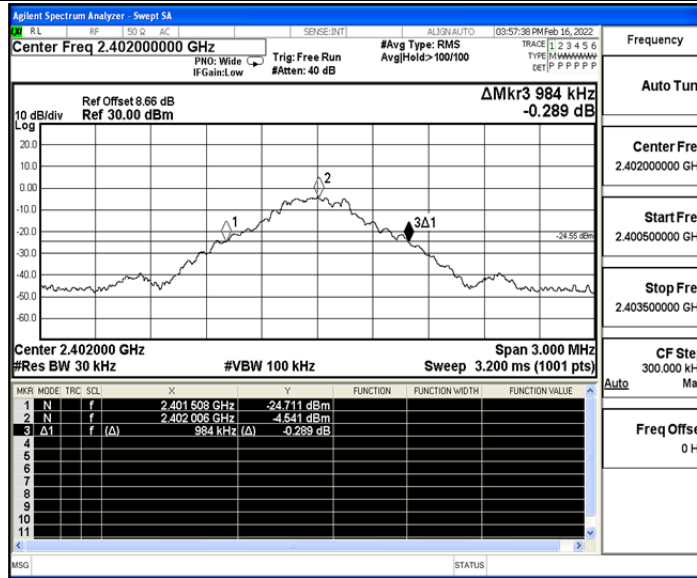 Agilent Spectrum Analyzer - Swept SA
RL RF 50 Ω AC SENSE:INT ALIGN AUTO 03:57:38 PM Feb 16, 2022
Center Freq 2.402000000 GHz
PNO: Wide
IFGain:Low
Trig: Free Run
#Atten: 40 dB
#Avg Type: RMS
Avg|Hold:>100/100
TRACE 1 2 3 4 5 6
TYPE M W W W W W
DET P P P P P P
Ref Offset 8.66 dB
10 dB/div Ref 30.00 dBm
Log
ΔMkr3 984 kHz
-0.289 dB
20.0
10.0
0.00
-10.0
-20.0
-30.0
-40.0
-50.0
-60.0
1
2
3Δ1
-24.55 dBm
Center 2.402000 GHz Span 3.000 MHz
#Res BW 30 kHz #VBW 100 kHz Sweep 3.200 ms (1001 pts)
MKR MODE TRC SCL X Y FUNCTION FUNCTION WIDTH FUNCTION VALUE
1 N f 2.401 508 GHz -24.711 dBm
2 N f 2.402 006 GHz -4.541 dBm
3 Δ1 f (Δ) 984 kHz (Δ) -0.289 dB
4
5
6
7
8
9
10
11
MSG STATUS
Frequency
Auto Tun
Center Fre
2.402000000 GH
Start Fre
2.400500000 GH
Stop Fre
2.403500000 GH
CF Ste
300.000 kH
Auto Ma
Freq Offse
0 H